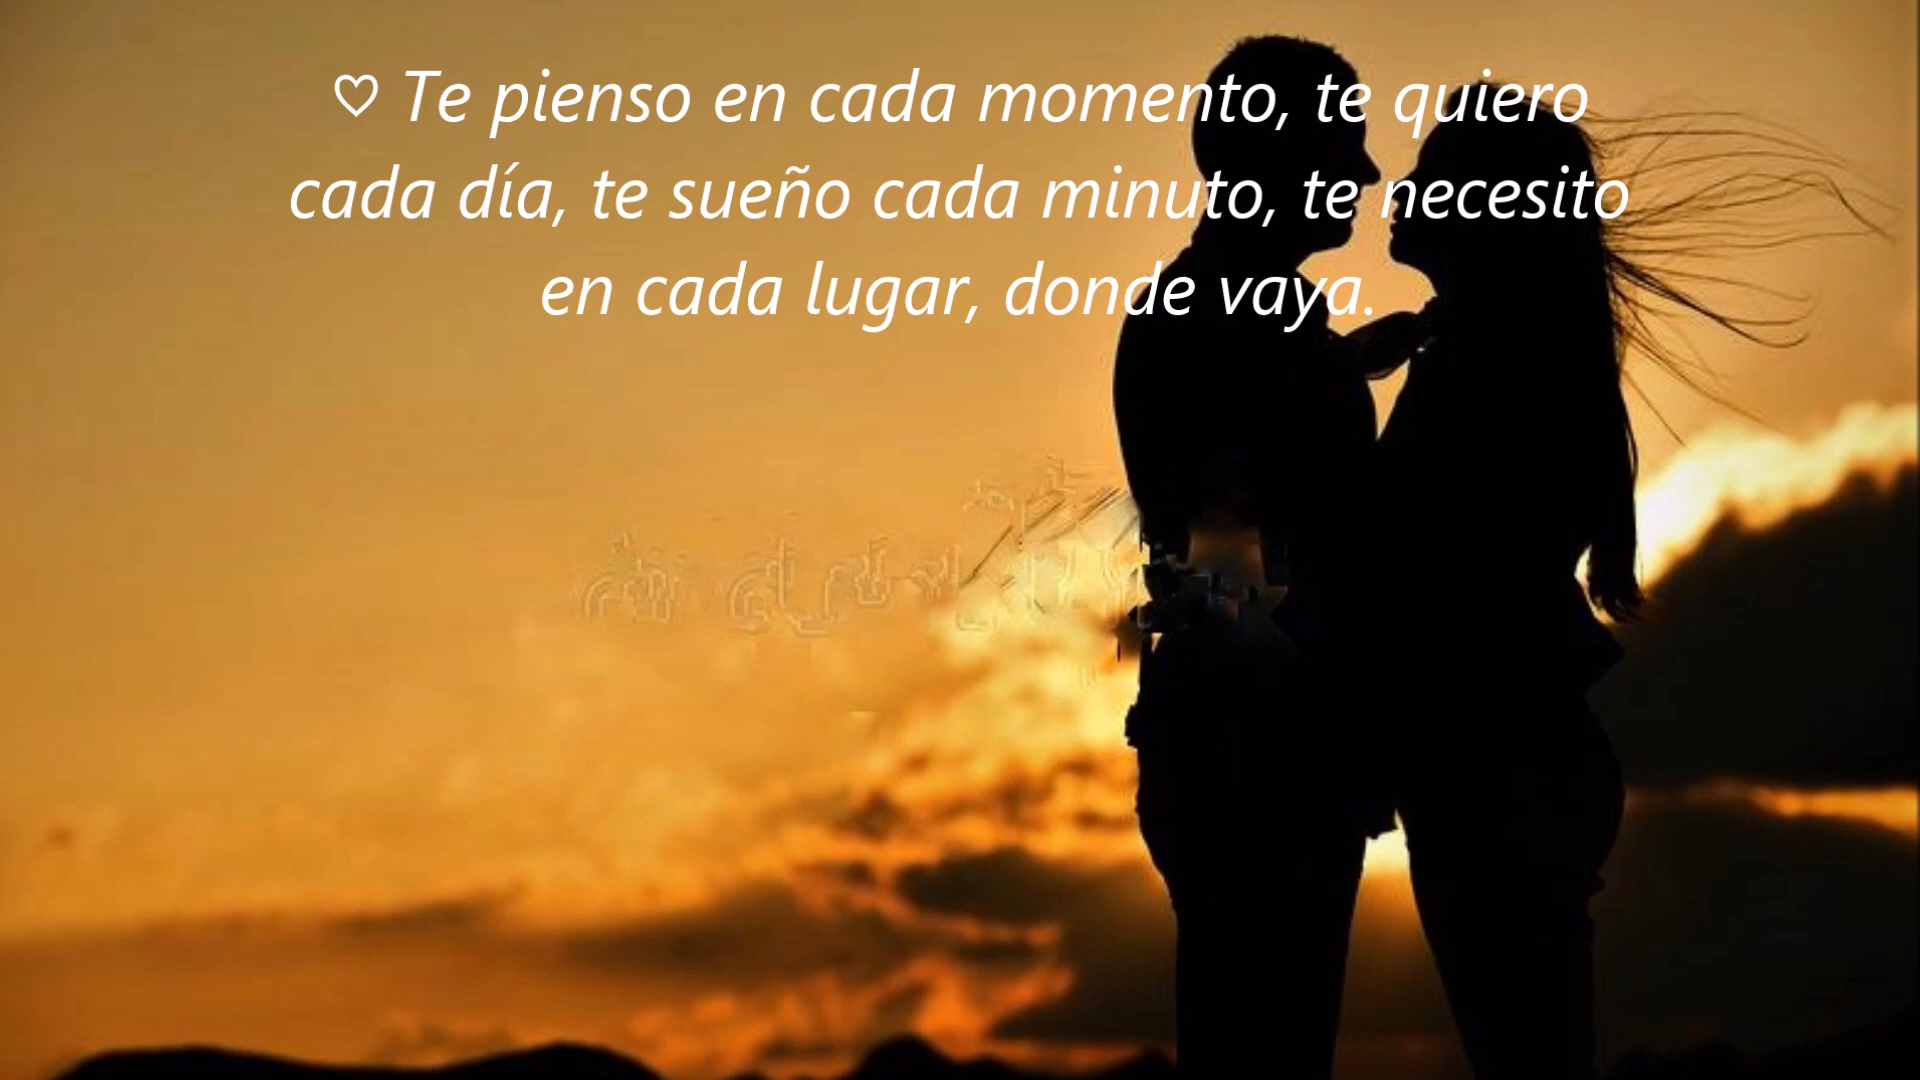 ♡ Te pienso en cada momento, te quiero
cada día, te sueño cada minuto, te necesito
en cada lugar, donde vaya.